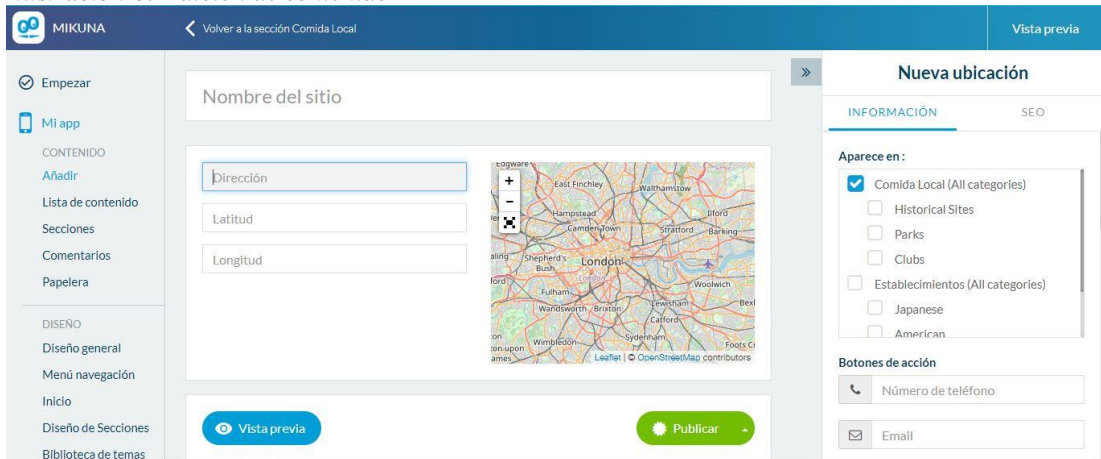 MIKUNA
Volver a la sección Comida Local
Vista previa
Empezar
Mi app
CONTENIDO
Añadir
Lista de contenido
Secciones
Comentarios
Papelera
DISEÑO
Diseño general
Menú navegación
Inicio
Diseño de Secciones
Biblioteca de temas
Nombre del sitio
Dirección
Latitud
Longitud
+
-
Edgware
East Finchley
Walthamstow
Hampstead
Ilford
Camden Town
Stratford
Barking
Shepherd's Bush
London
London
Woolwich
Fulham
Wandsworth
Brixton
Lewisham
Catford
Wimbledon
Sydenham
Leaflet | © OpenStreetMap contributors
Vista previa
Publicar
»
Nueva ubicación
INFORMACIÓN
SEO
Aparece en :
Comida Local (All categories)
Historical Sites
Parks
Clubs
Establecimientos (All categories)
Japanese
American
Botones de acción
Número de teléfono
Email